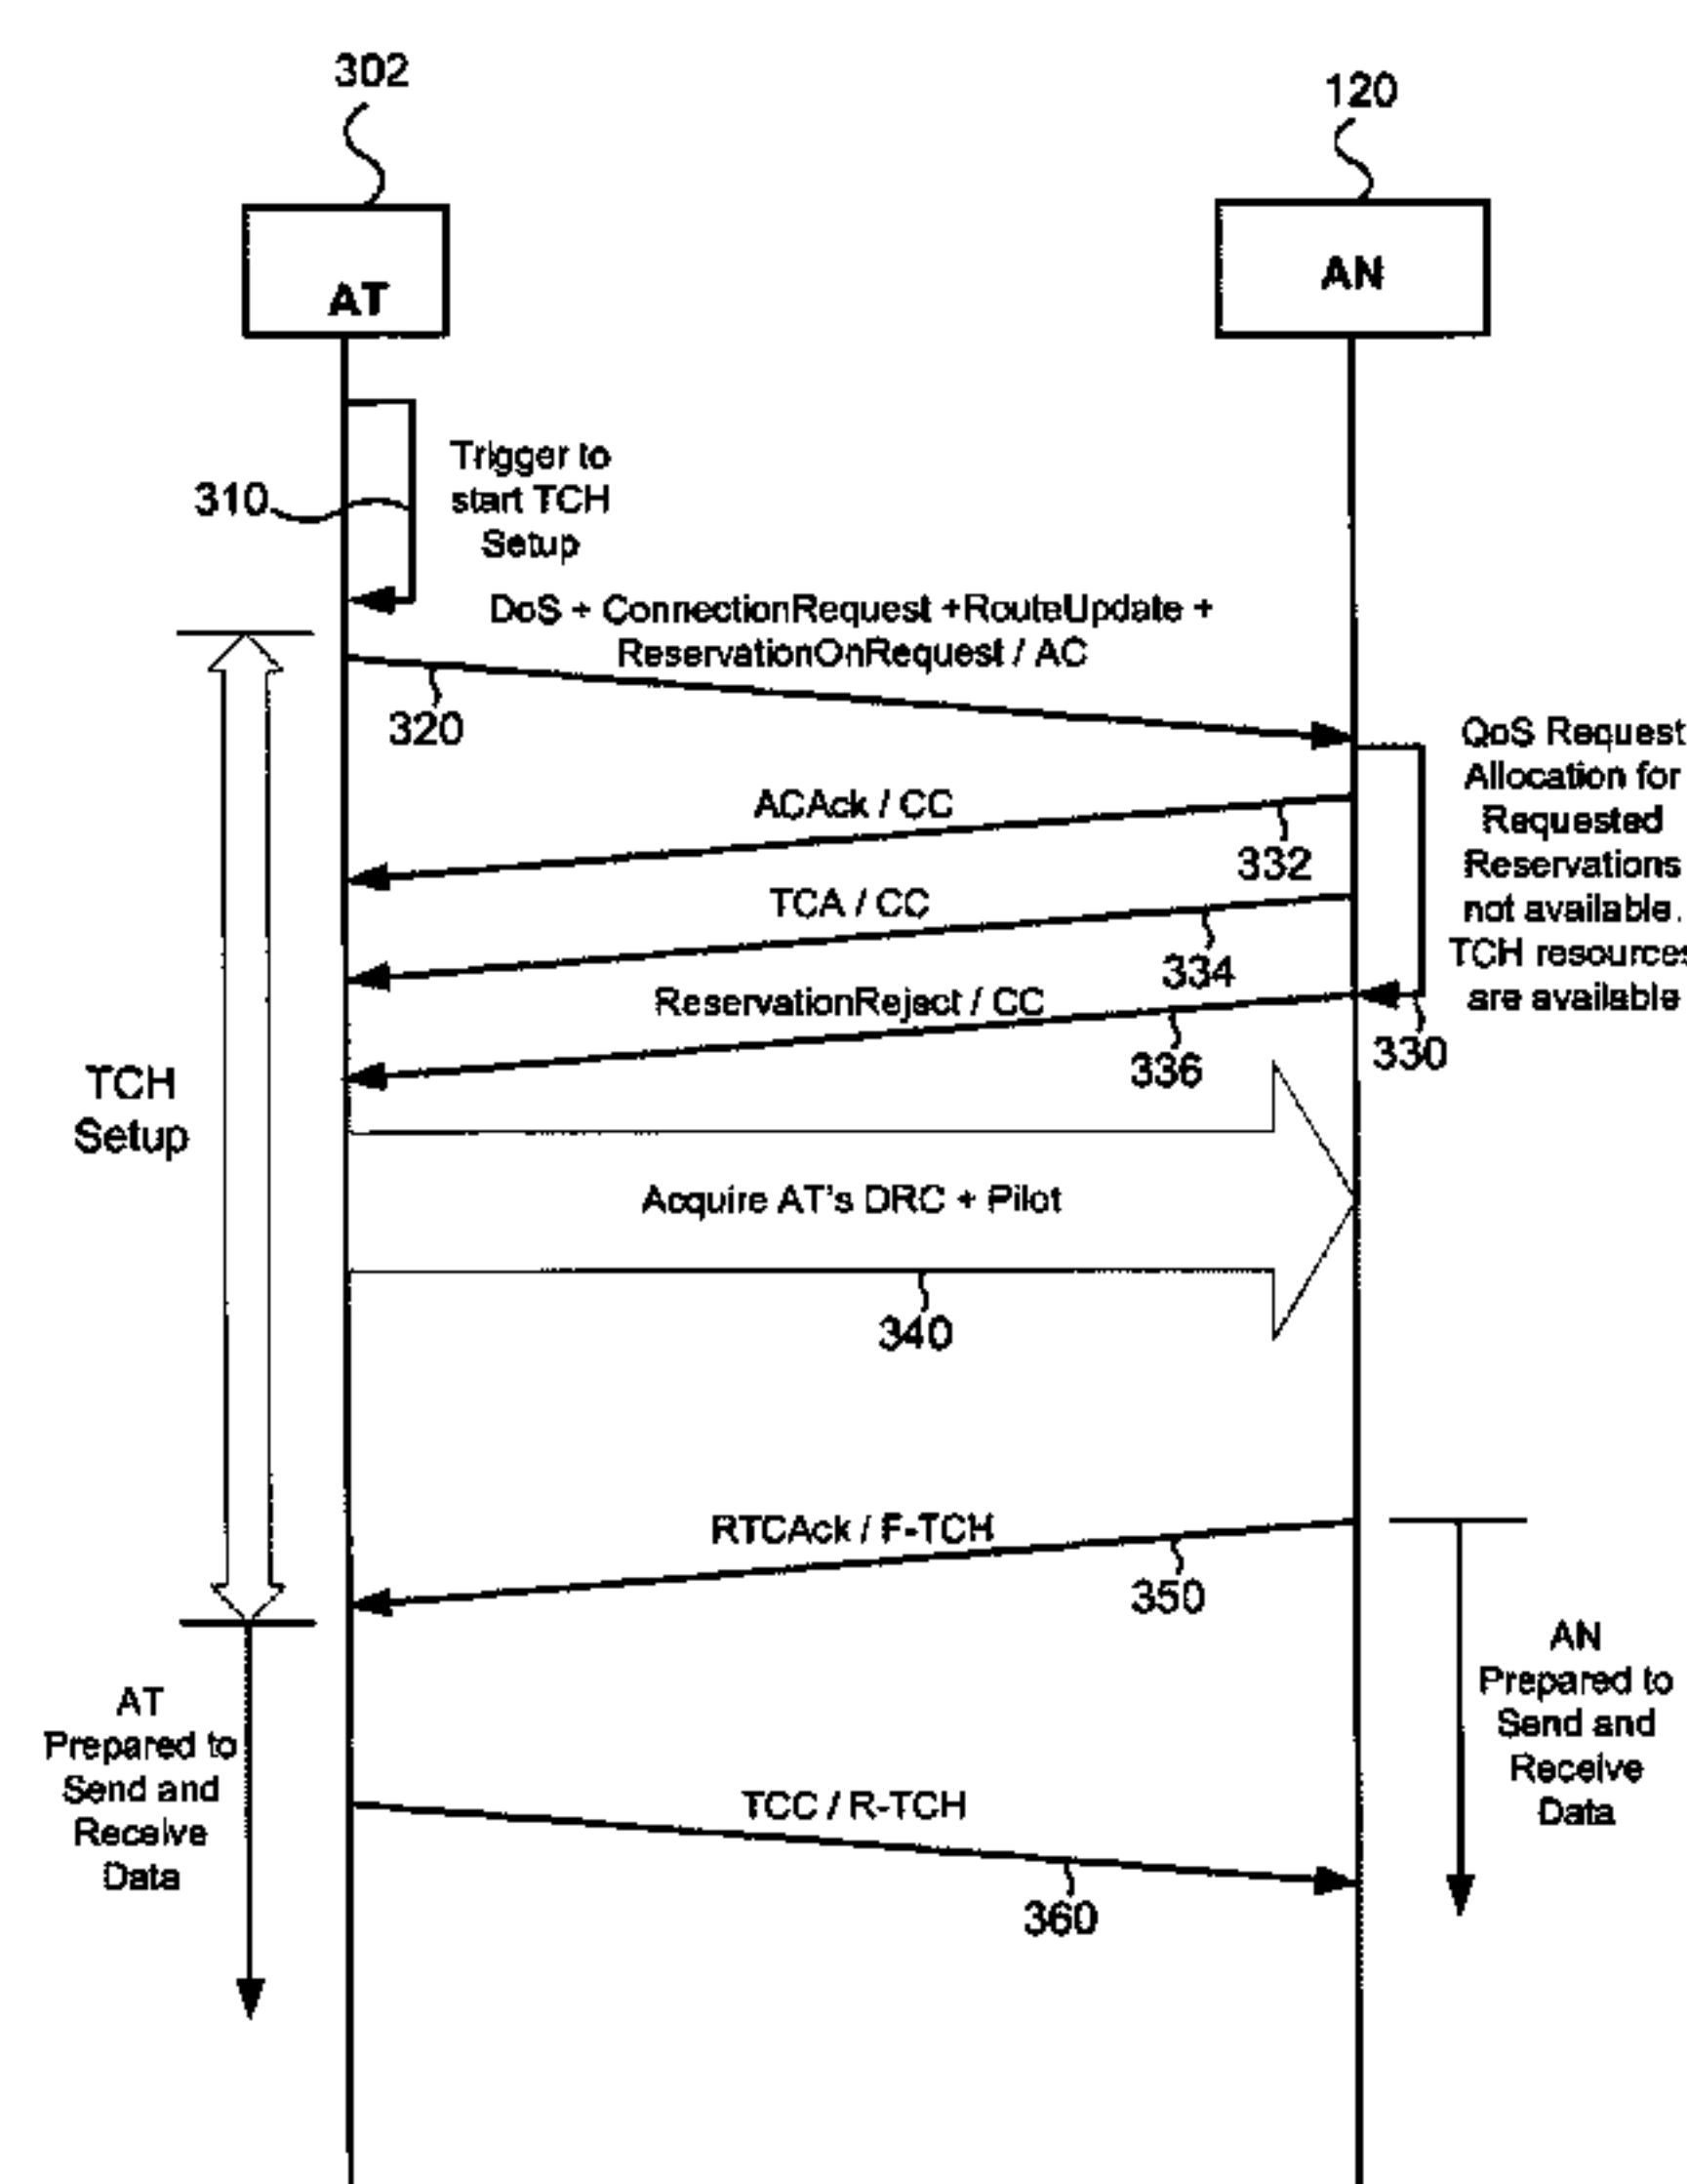 302
120
AT
AN
310
Trigger to
start TCH
Setup
DoS + ConnectionRequest +RouteUpdate +
ReservationOnRequest / AC
320
QoS Request
Allocation for
Requested
Reservations
not available.
TCH resources
are available
330
ACAck / CC
332
TCA / CC
334
ReservationReject / CC
336
TCH
Setup
Acquire AT's DRC + Pilot
340
RTCAck / F-TCH
350
AN
Prepared to
Send and
Receive
Data
AT
Prepared to
Send and
Receive
Data
TCC / R-TCH
360